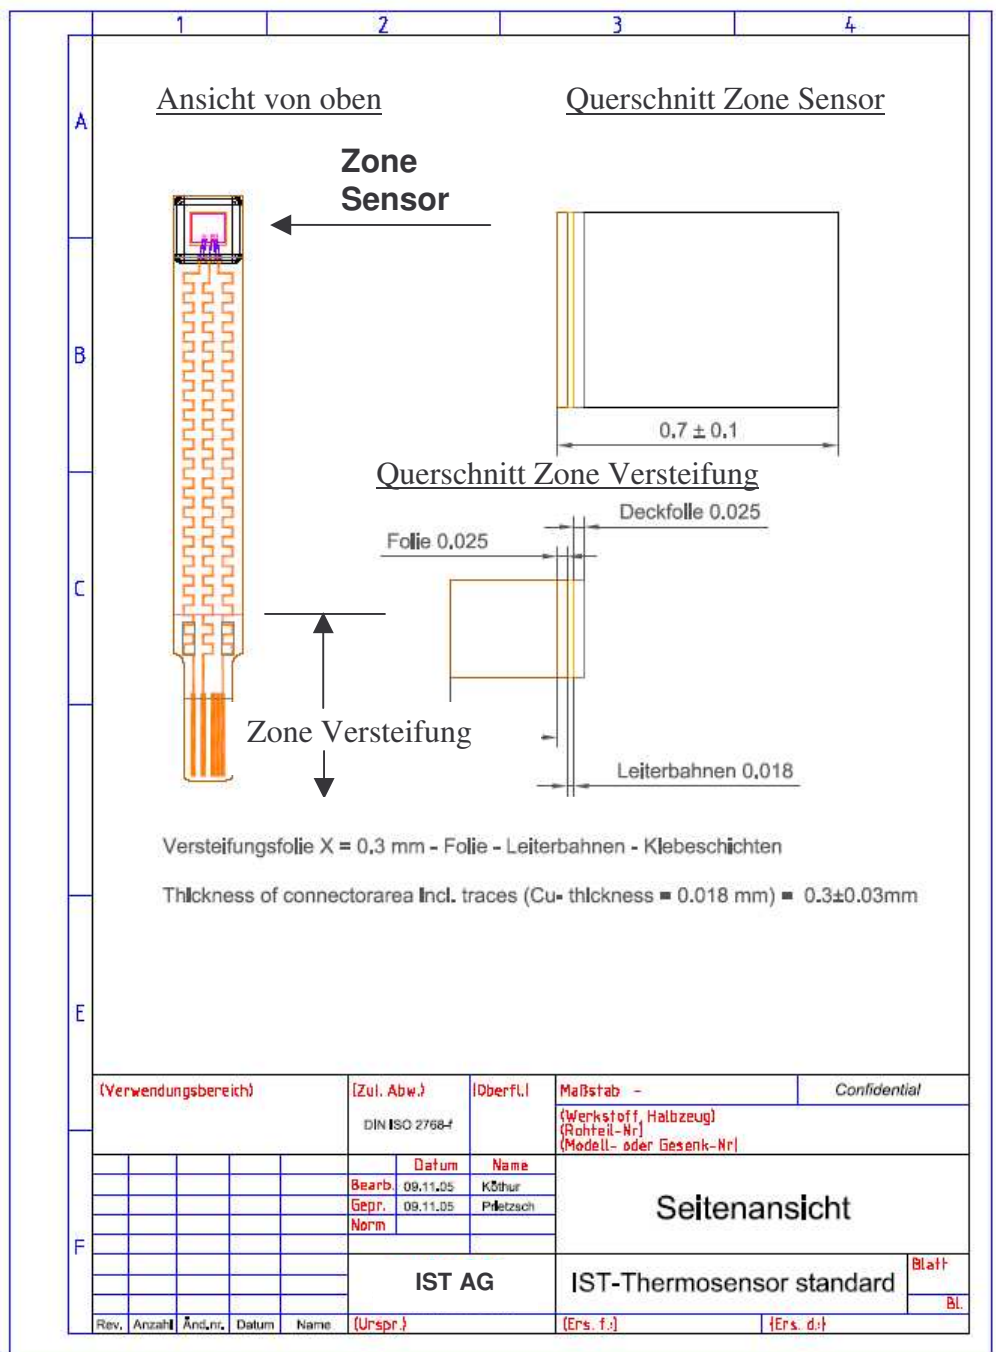 1 2 3 4
A
B
C
E
F
Ansicht von oben
Querschnitt Zone Sensor
Zone
Sensor
0.7 ± 0.1
Querschnitt Zone Versteifung
Deckfolie 0.025
Folie 0.025
Zone Versteifung
Leiterbahnen 0.018
Versteifungsfolie X = 0.3 mm - Folie - Leiterbahnen - Klebeschichten
Thickness of connectorarea incl. traces (Cu- thickness = 0.018 mm) = 0.3±0.03mm
(Verwendungsbereich)
(Zul. Abw.)
(Oberfl.)
Maßstab -
Confidential
DIN ISO 2768-f
(Werkstoff, Halbzeug)
(Rohteil-Nr)
(Modell- oder Gesenk-Nr)
Datum Name
Bearb. 09.11.05 Köthur
Gepr. 09.11.05 Prietzsch
Norm
Seitenansicht
IST AG
IST-Thermosensor standard
Blatt
Bl.
Rev. Anzahl Änd.nr. Datum Name
(Urspr.)
(Ers. f.:)
(Ers. d.:)